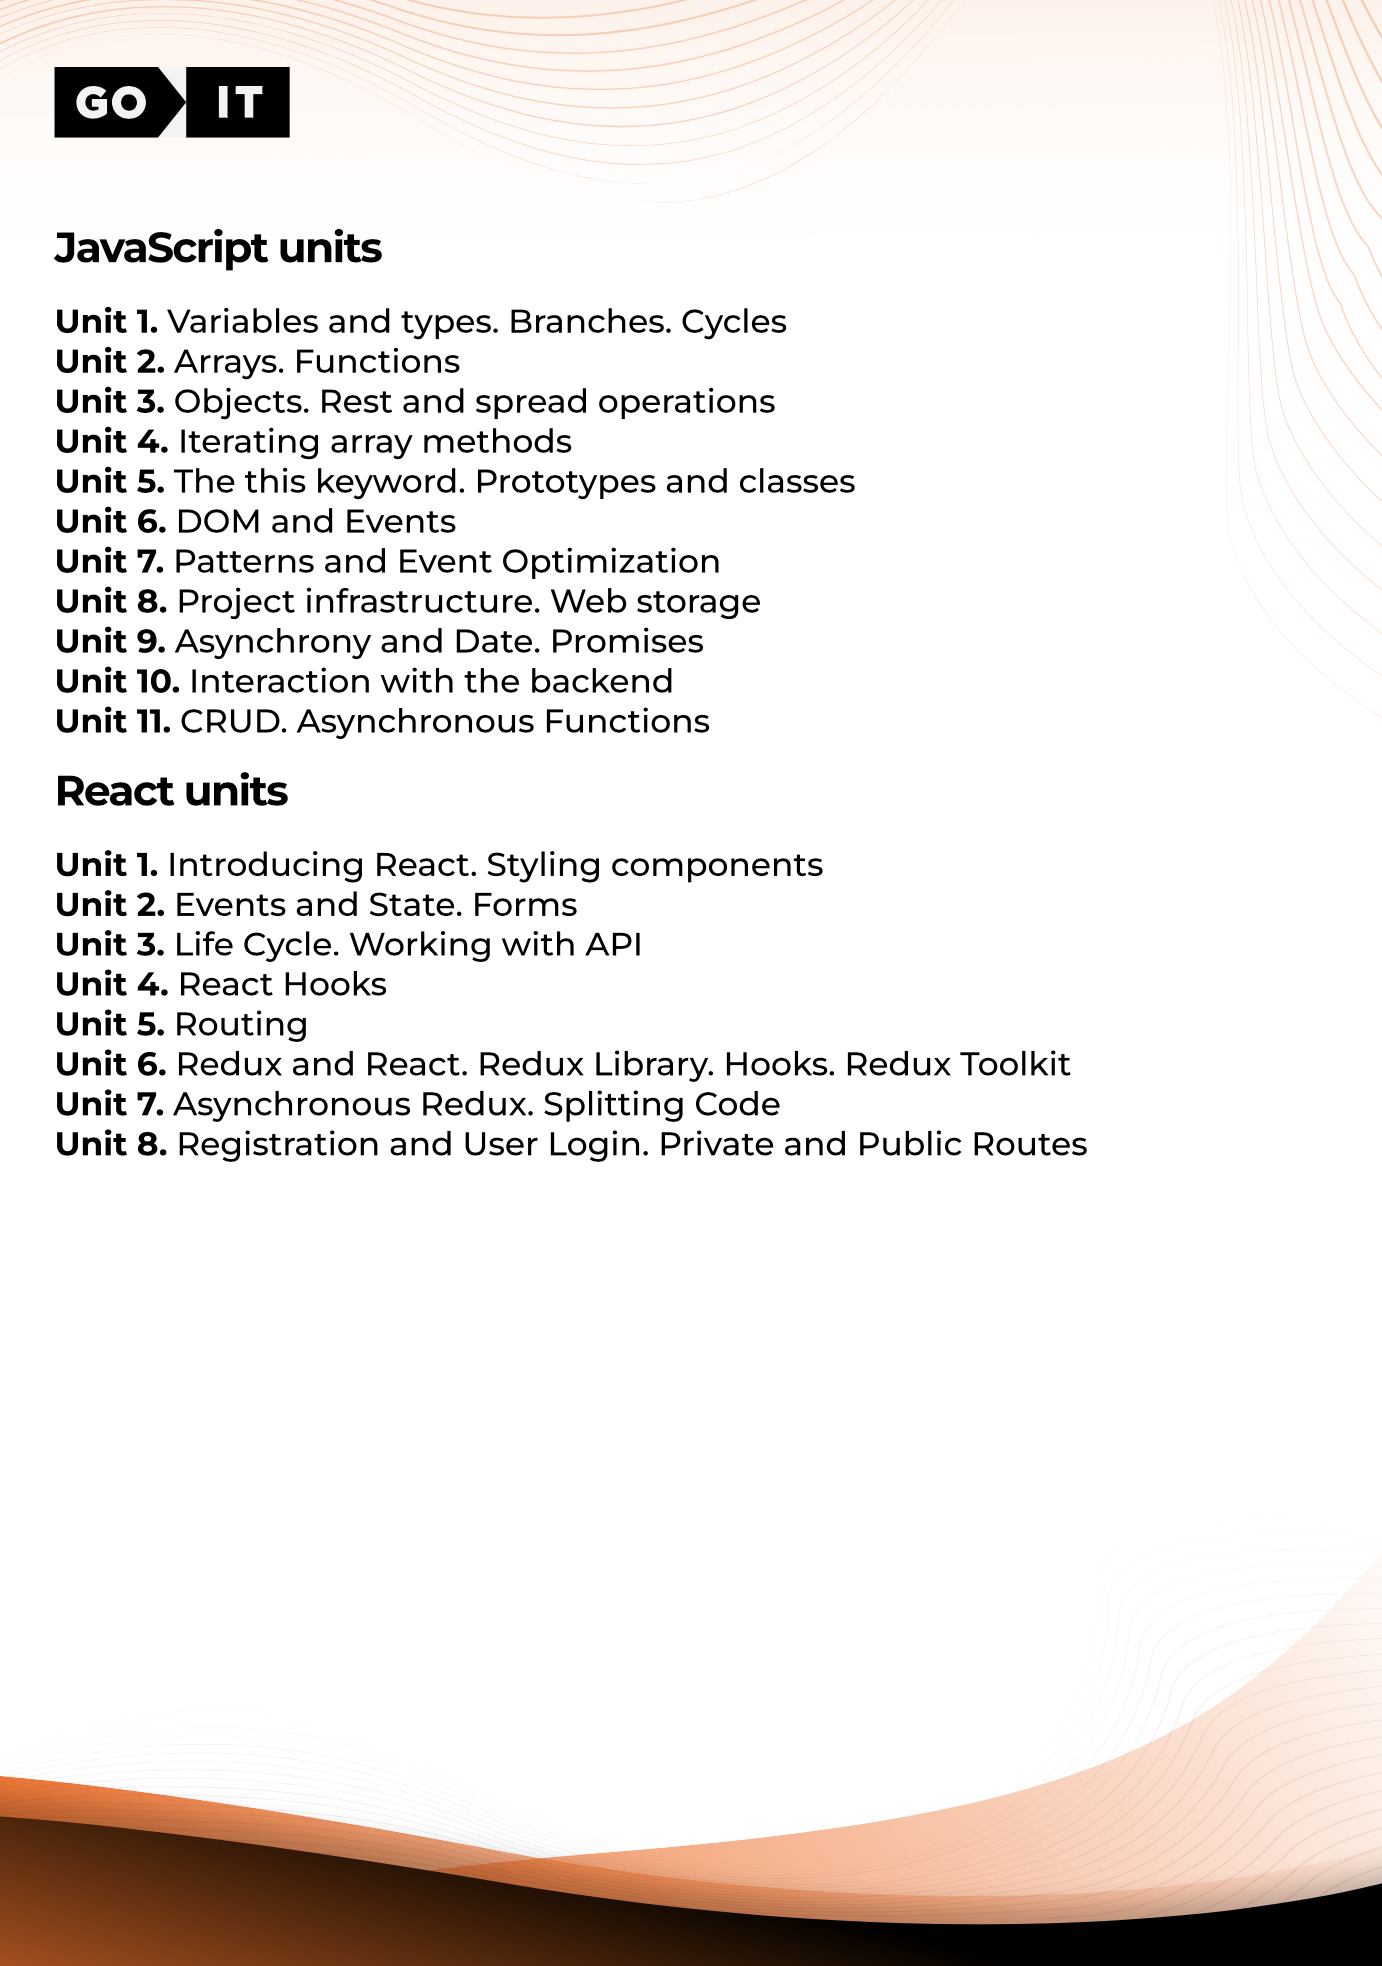 GO IT
JavaScript units
Unit 1. Variables and types. Branches. Cycles
Unit 2. Arrays. Functions
Unit 3. Objects. Rest and spread operations
Unit 4. Iterating array methods
Unit 5. The this keyword. Prototypes and classes
Unit 6. DOM and Events
Unit 7. Patterns and Event Optimization
Unit 8. Project infrastructure. Web storage
Unit 9. Asynchrony and Date. Promises
Unit 10. Interaction with the backend
Unit 11. CRUD. Asynchronous Functions
React units
Unit 1. Introducing React. Styling components
Unit 2. Events and State. Forms
Unit 3. Life Cycle. Working with API
Unit 4. React Hooks
Unit 5. Routing
Unit 6. Redux and React. Redux Library. Hooks. Redux Toolkit
Unit 7. Asynchronous Redux. Splitting Code
Unit 8. Registration and User Login. Private and Public Routes